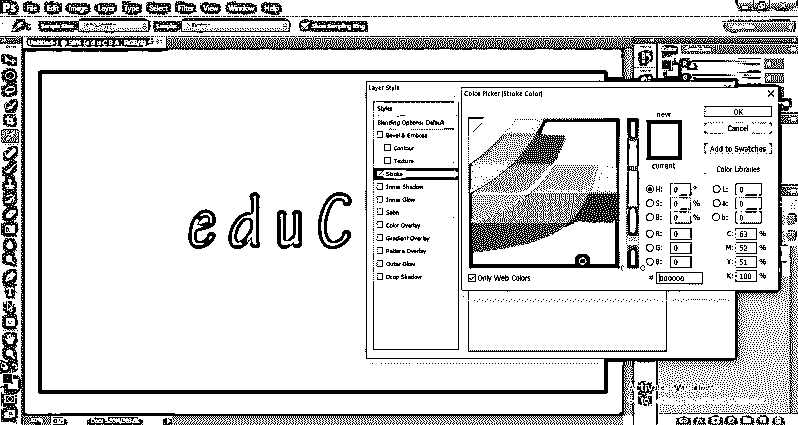 Ps File Edit Image Layer Type Select Filter View Window Help
Layer Style
Styles
Blending Options: Default
Bevel & Emboss
Contour
Texture
Stroke
Inner Shadow
Inner Glow
Satin
Color Overlay
Gradient Overlay
Pattern Overlay
Outer Glow
Drop Shadow
Color Picker (Stroke Color)
new
current
OK
Cancel
Add to Swatches
Color Libraries
H: 0 °
S: 0 %
B: 0 %
R: 0
G: 0
B: 0
L: 0
a: 0
b: 0
C: 63 %
M: 52 %
Y: 51 %
K: 100 %
# 000000
Only Web Colors
eduC